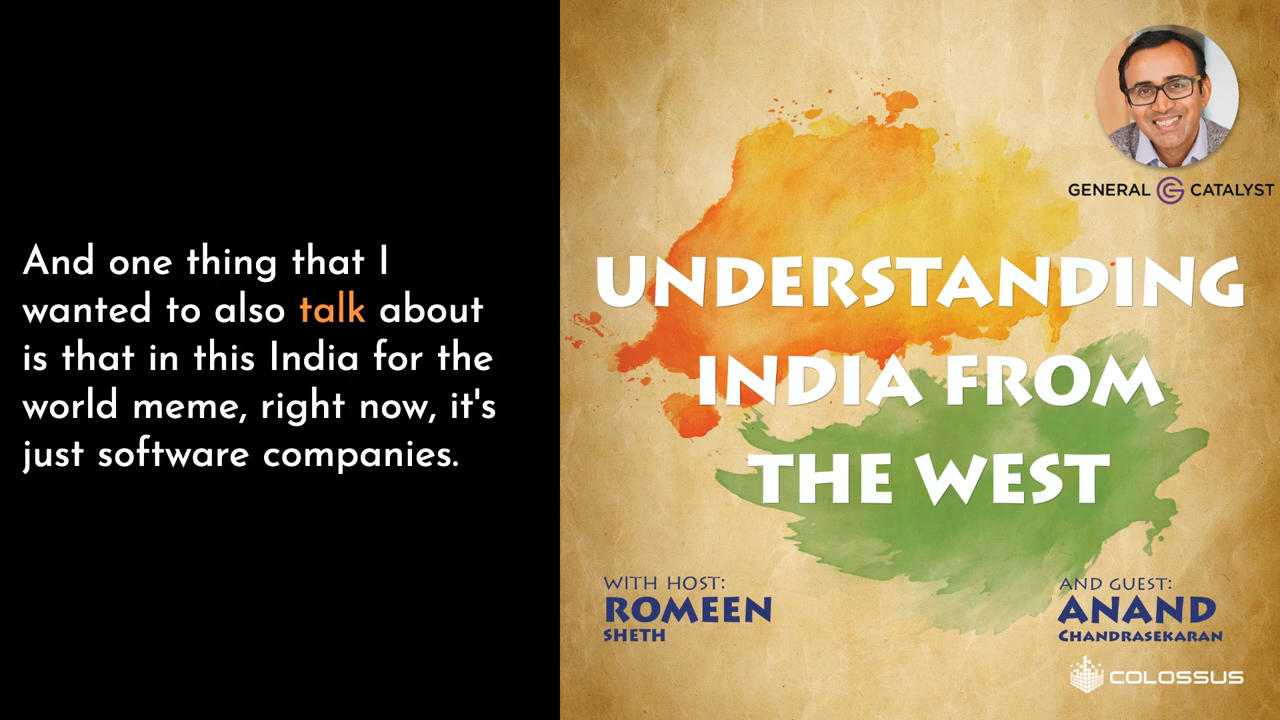 And one thing that I
wanted to also talk about
is that in this India for the
world meme, right now, it's
just software companies.
GENERAL CATALYST
UNDERSTANDING
INDIA FROM
THE WEST
WITH HOST:
ROMEEN
SHETH
AND GUEST:
ANAND
CHANDRASEKARAN
COLOSSUS